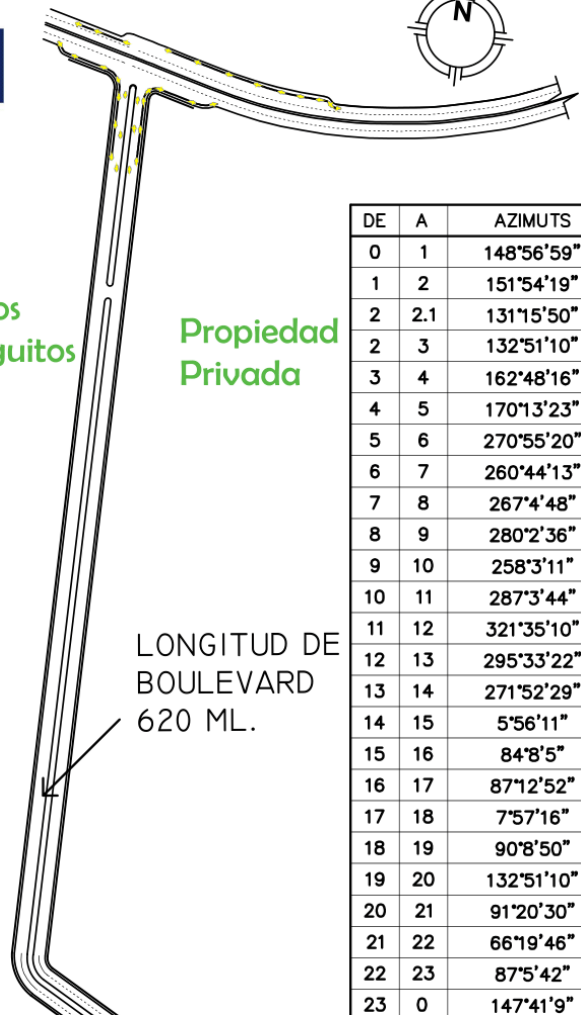 N
os
guitos
Propiedad
Privada
LONGITUD DE
BOULEVARD
620 ML.
DE A AZIMUTS
0 1 148°56'59"
1 2 151°54'19"
2 2.1 131°15'50"
2 3 132°51'10"
3 4 162°48'16"
4 5 170°13'23"
5 6 270°55'20"
6 7 260°44'13"
7 8 267°4'48"
8 9 280°2'36"
9 10 258°3'11"
10 11 287°3'44"
11 12 321°35'10"
12 13 295°33'22"
13 14 271°52'29"
14 15 5°56'11"
15 16 84°8'5"
16 17 87°12'52"
17 18 7°57'16"
18 19 90°8'50"
19 20 132°51'10"
20 21 91°20'30"
21 22 66°19'46"
22 23 87°5'42"
23 0 147°41'9"